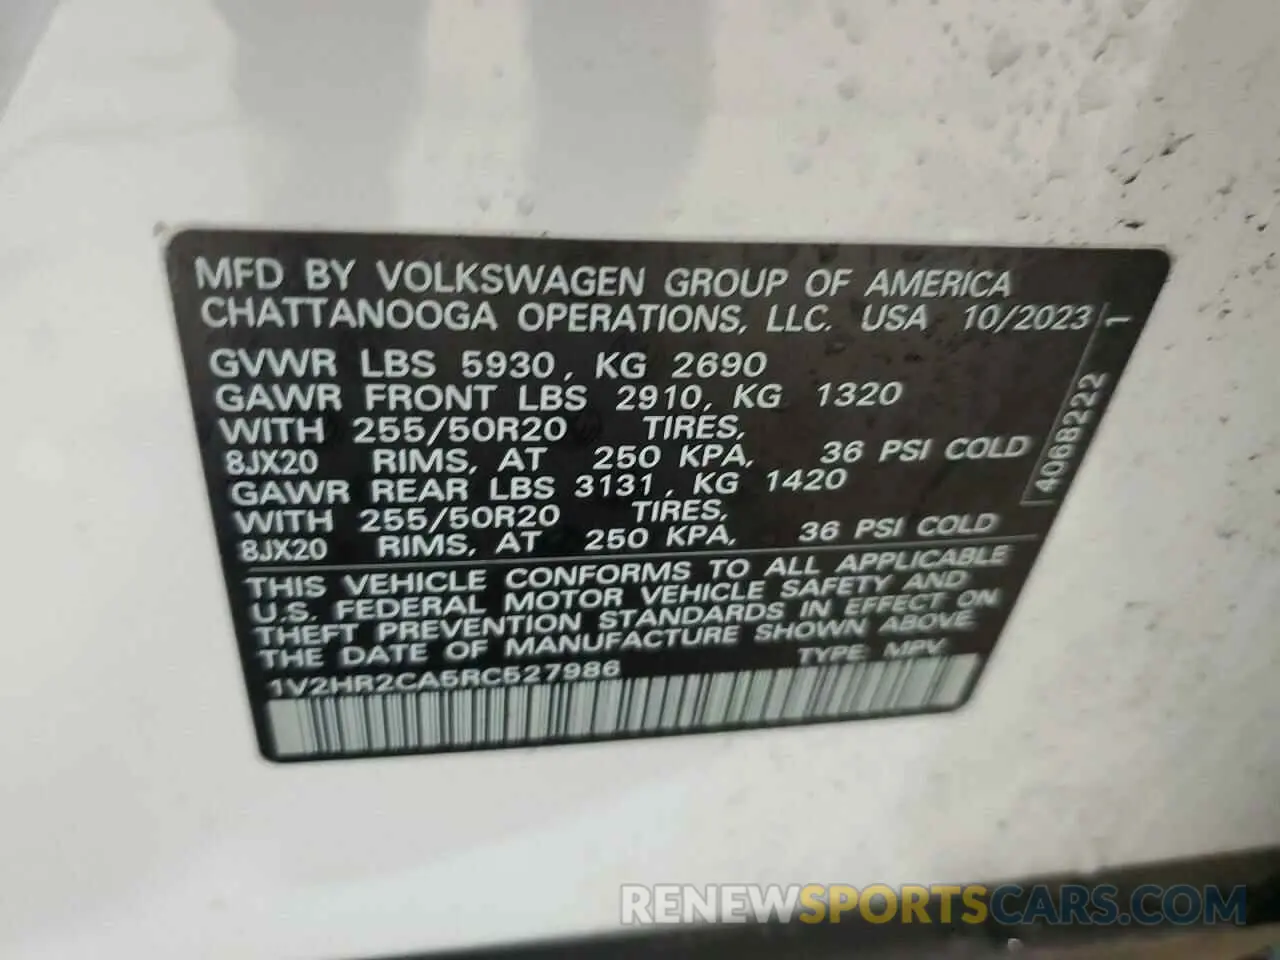 MFD BY VOLKSWAGEN GROUP OF AMERICA
CHATTANOOGA OPERATIONS, LLC. USA 10/2023
GVWR LBS 5930, KG 2690
GAWR FRONT LBS 2910, KG 1320
WITH 255/50R20 TIRES,
8JX20 RIMS, AT 250 KPA, 36 PSI COLD
GAWR REAR LBS 3131, KG 1420
WITH 255/50R20 TIRES,
8JX20 RIMS, AT 250 KPA, 36 PSI COLD
THIS VEHICLE CONFORMS TO ALL APPLICABLE
U.S. FEDERAL MOTOR VEHICLE SAFETY AND
THEFT PREVENTION STANDARDS IN EFFECT ON
THE DATE OF MANUFACTURE SHOWN ABOVE.
1V2HR2CA5RC527986 TYPE: MPV
4068222 1
RENEWSPORTSCARS.COM